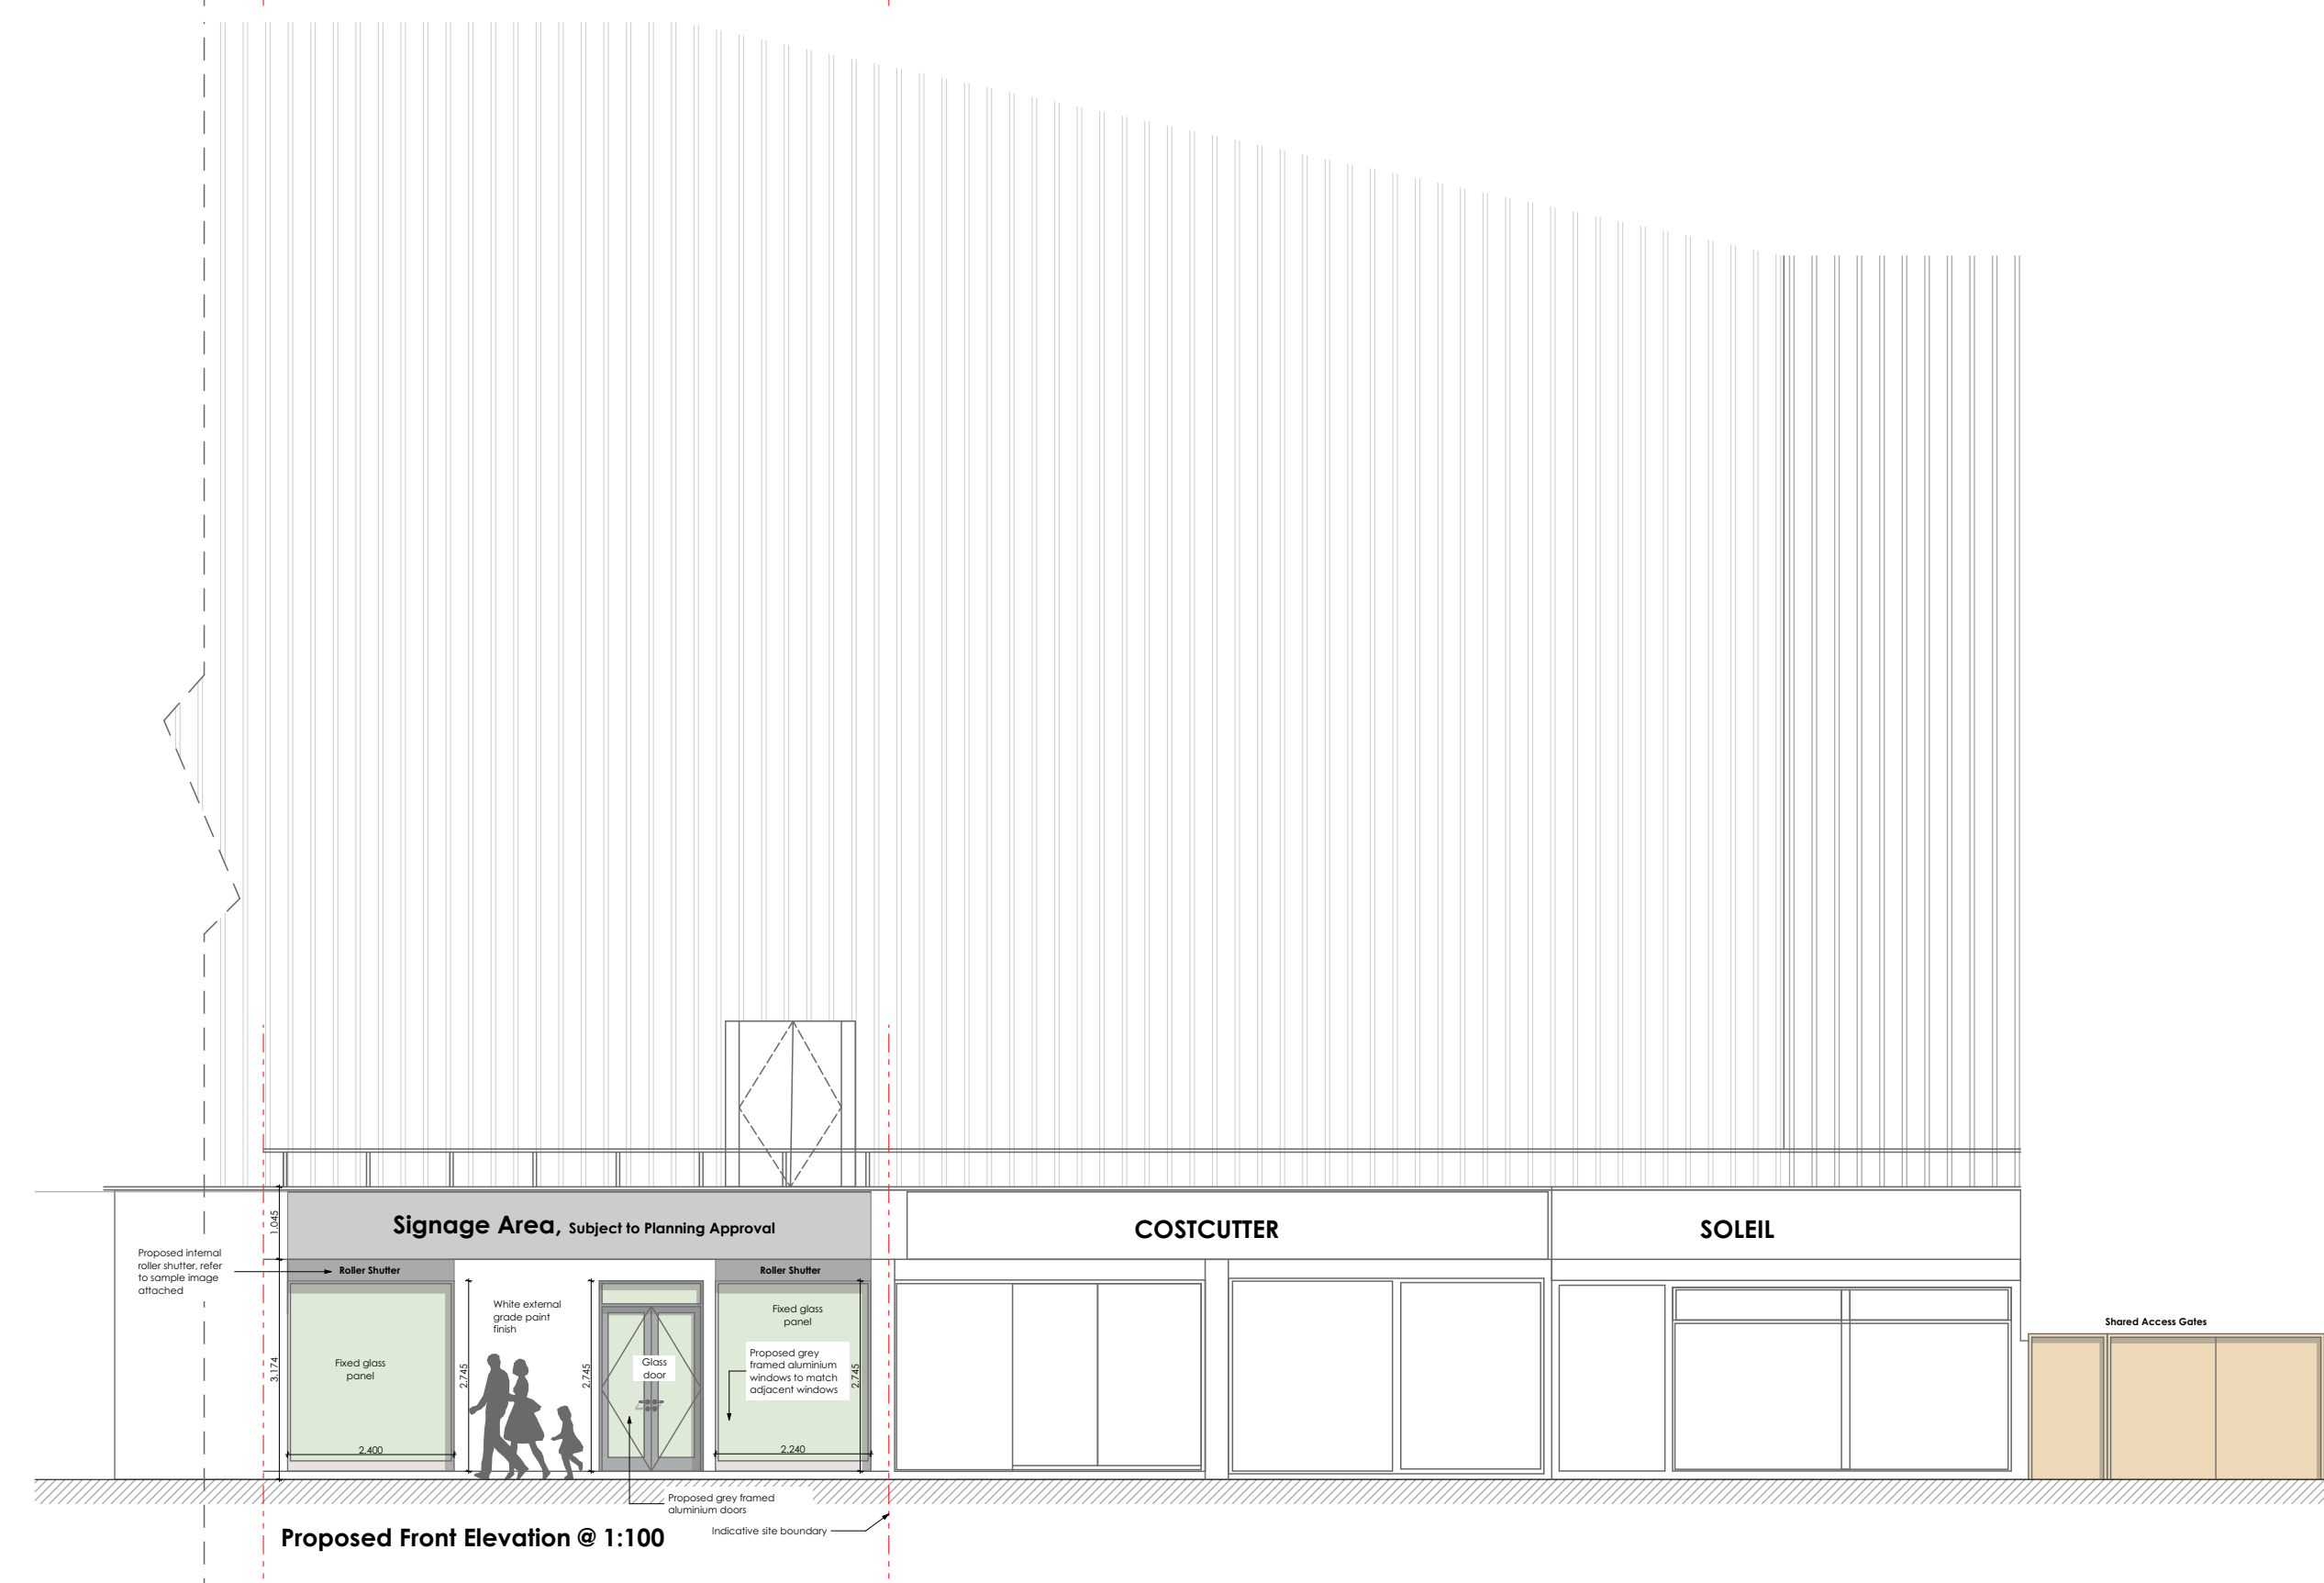 1.045
Signage Area, Subject to Planning Approval
COSTCUTTER
SOLEIL
Proposed internal
roller shutter, refer
to sample image
attached
Roller Shutter
Roller Shutter
White external
grade paint
finish
Fixed glass
panel
Shared Access Gates
Proposed grey
framed aluminium
windows to match
adjacent windows
Fixed glass
panel
Glass
door
3.174
2.745
2.745
2.745
2.400
2.240
Proposed grey framed
aluminium doors
Indicative site boundary
Proposed Front Elevation @ 1:100